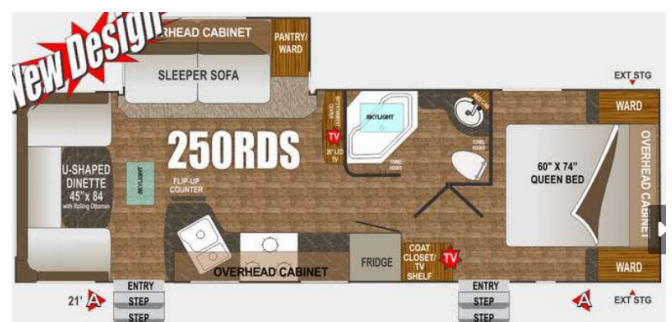 New Design
OVERHEAD CABINET
PANTRY/
WARD
SLEEPER SOFA
EXT STG
WARD
SKYLIGHT
TV
250RDS
U-SHAPED
DINETTE
45"x 84
with Rolling Ottoman
SKYLIGHT
FLIP-UP
COUNTER
60" X 74"
QUEEN BED
OVERHEAD CABINET
OVERHEAD CABINET
FRIDGE
COAT
CLOSET/
TV
SHELF
TV
WARD
21'
A
ENTRY
STEP
STEP
ENTRY
STEP
STEP
A
EXT STG